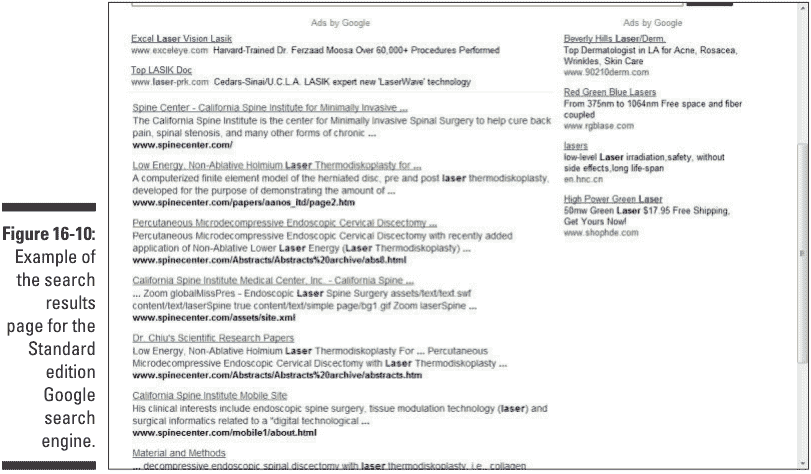 Ads by Google
Excel Laser Vision Lasik
www.exceleye.com Harvard-Trained Dr. Ferzaad Moosa Over 60,000+ Procedures Performed
Top LASIK Doc
www.laser-prk.com Cedars-Sinai/U.C.L.A. LASIK expert new 'LaserWave' technology
Spine Center - California Spine Institute for Minimally Invasive ...
The California Spine Institute is the center for Minimally Invasive Spinal Surgery to help cure back
pain, spinal stenosis, and many other forms of chronic ...
www.spinecenter.com/
Low Energy, Non-Ablative Holmium Laser Thermodiskoplasty for ...
A computerized finite element model of the herniated disc, pre and post laser thermodiskoplasty,
developed for the purpose of demonstrating the amount of ...
www.spinecenter.com/papers/aanos_ltd/page2.htm
Percutaneous Microdecompressive Endoscopic Cervical Discectomy ...
Percutaneous Microdecompressive Endoscopic Cervical Discectomy with recently added
application of Non-Ablative Lower Laser Energy (Laser Thermodiskoplasty) ...
www.spinecenter.com/Abstracts/Abstracts%20archive/abs8.html
California Spine Institute Medical Center, Inc. - California Spine ...
... Zoom globalMissPres - Endoscopic Laser Spine Surgery assets/text/text.swf
content/text/laserSpine true content/text/simple page/bg1.gif Zoom laserSpine ...
www.spinecenter.com/assets/site.xml
Dr. Chiu's Scientific Research Papers
Low Energy, Non-Ablative Holmium Laser Thermodiskoplasty For ... Percutaneous
Microdecompressive Endoscopic Cervical Discectomy with Laser Thermodiskoplasty ...
www.spinecenter.com/Abstracts/Abstracts%20archive/abstracts.htm
California Spine Institute Mobile Site
His clinical interests include endoscopic spine surgery, tissue modulation technology (laser) and
surgical informatics related to a "digital technological ...
www.spinecenter.com/mobile1/about.html
Material and Methods
... decompressive endoscopic spinal discectomy with laser thermodiskoplasty, i.e., collagen
Ads by Google
Beverly Hills Laser/Derm.
Top Dermatologist in LA for Acne, Rosacea,
Wrinkles, Skin Care
www.90210derm.com
Red Green Blue Lasers
From 375nm to 1064nm Free space and fiber
coupled
www.rgblase.com
lasers
low-level Laser irradiation,safety, without
side effects,long life-span
en.hnc.cn
High Power Green Laser
50mw Green Laser $17.95 Free Shipping,
Get Yours Now!
www.shophde.com
Figure 16-10:
Example of
the search
results
page for the
Standard
edition
Google
search
engine.